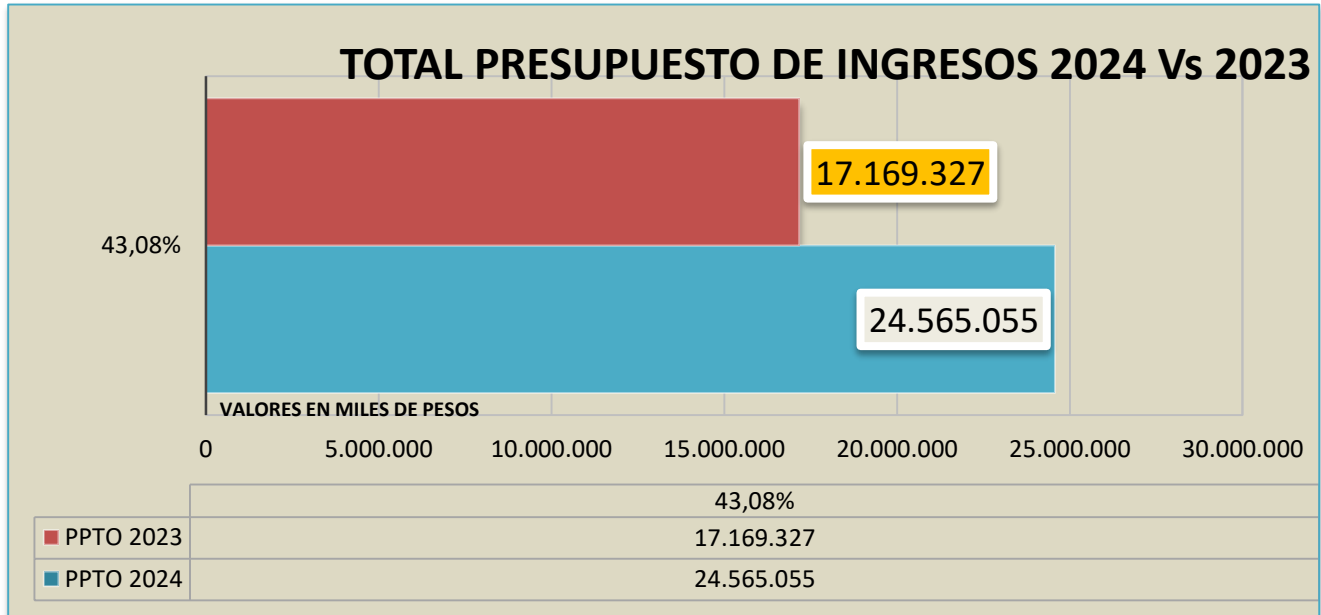 TOTAL PRESUPUESTO DE INGRESOS 2024 Vs 2023
17.169.327
43,08%
24.565.055
VALORES EN MILES DE PESOS
0 5.000.000 10.000.000 15.000.000 20.000.000 25.000.000 30.000.000
43,08%
PPTO 2023 17.169.327
PPTO 2024 24.565.055